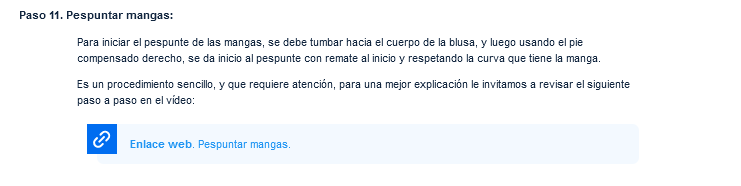 Paso 11. Pespuntar mangas:
Para iniciar el pespunte de las mangas, se debe tumbar hacia el cuerpo de la blusa, y luego usando el pie
compensado derecho, se da inicio al pespunte con remate al inicio y respetando la curva que tiene la manga.
Es un procedimiento sencillo, y que requiere atención, para una mejor explicación le invitamos a revisar el siguiente
paso a paso en el vídeo:
Enlace web. Pespuntar mangas.